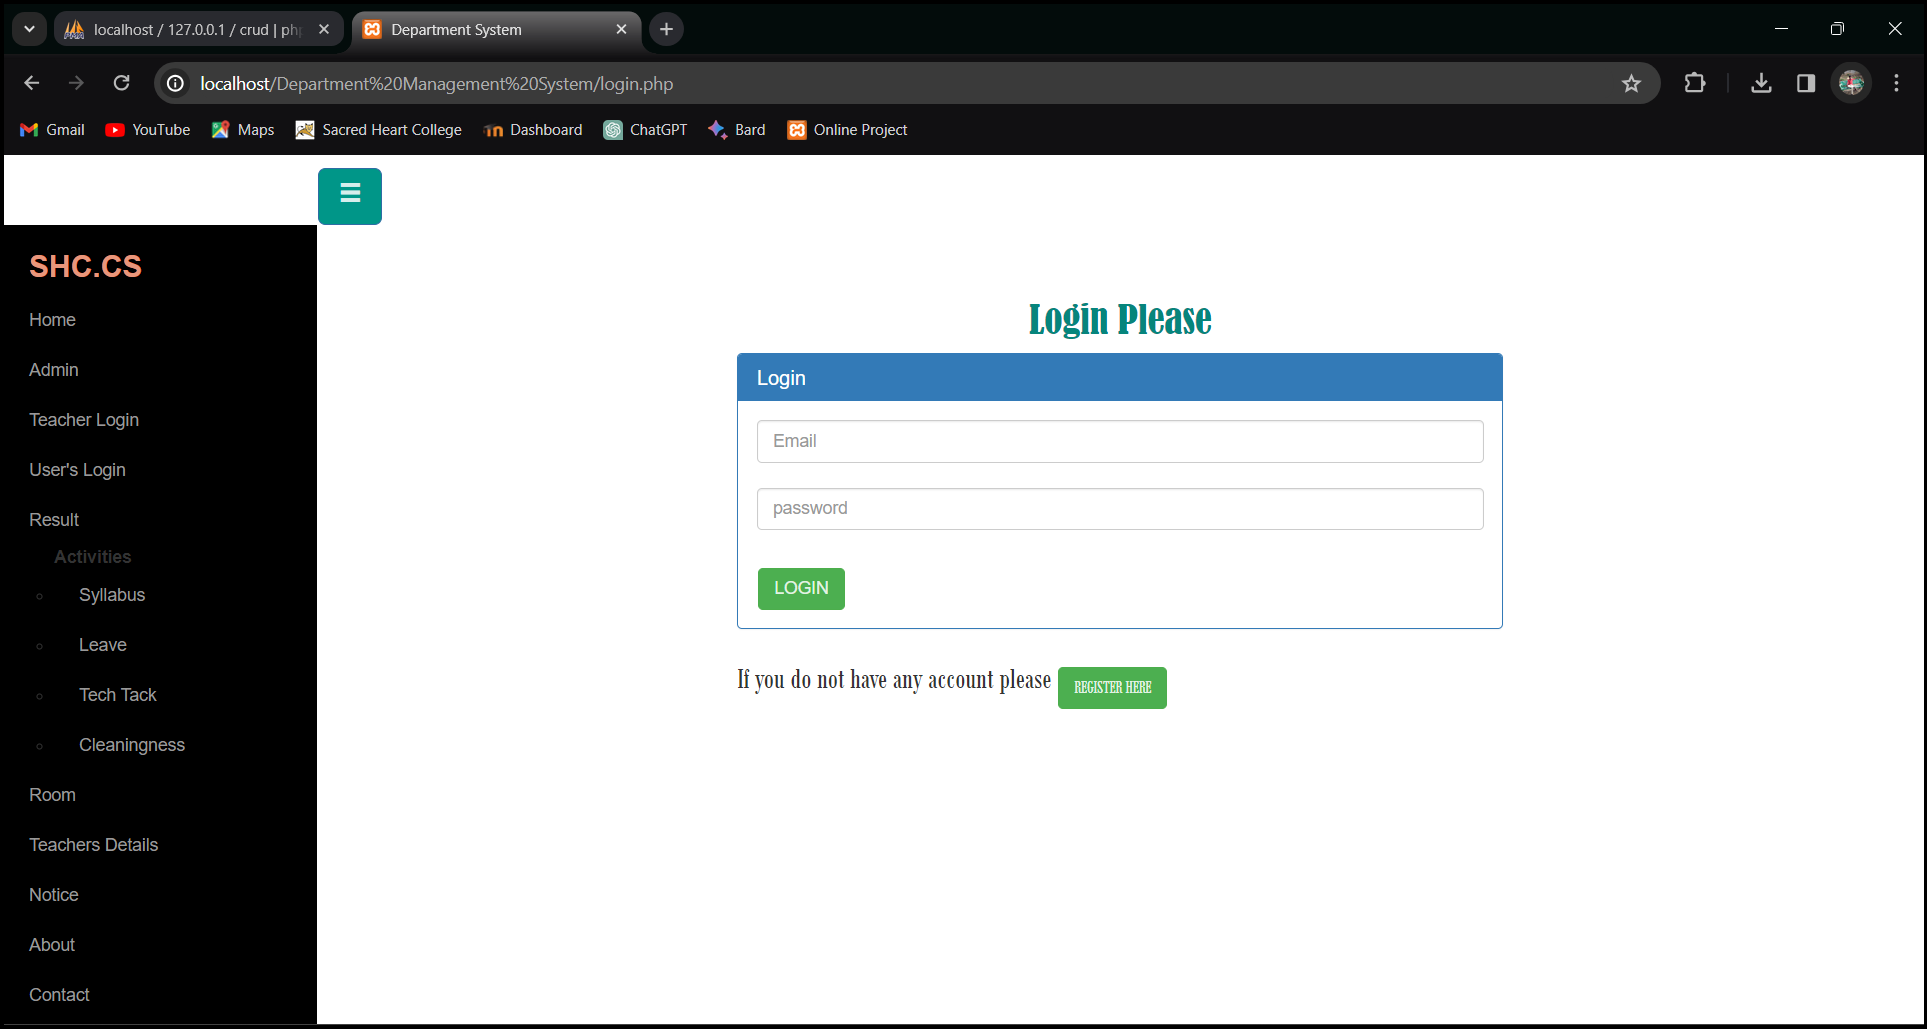 localhost / 127.0.0.1 / crud | ph
Department System
localhost/Department%20Management%20System/login.php
Gmail
YouTube
Maps
Sacred Heart College
Dashboard
ChatGPT
Bard
Online Project
SHC.CS
Home
Admin
Teacher Login
User's Login
Result
Activities
Syllabus
Leave
Tech Tack
Cleaningness
Room
Teachers Details
Notice
About
Contact
Login Please
Login
Email
password
LOGIN
If you do not have any account please REGISTER HERE